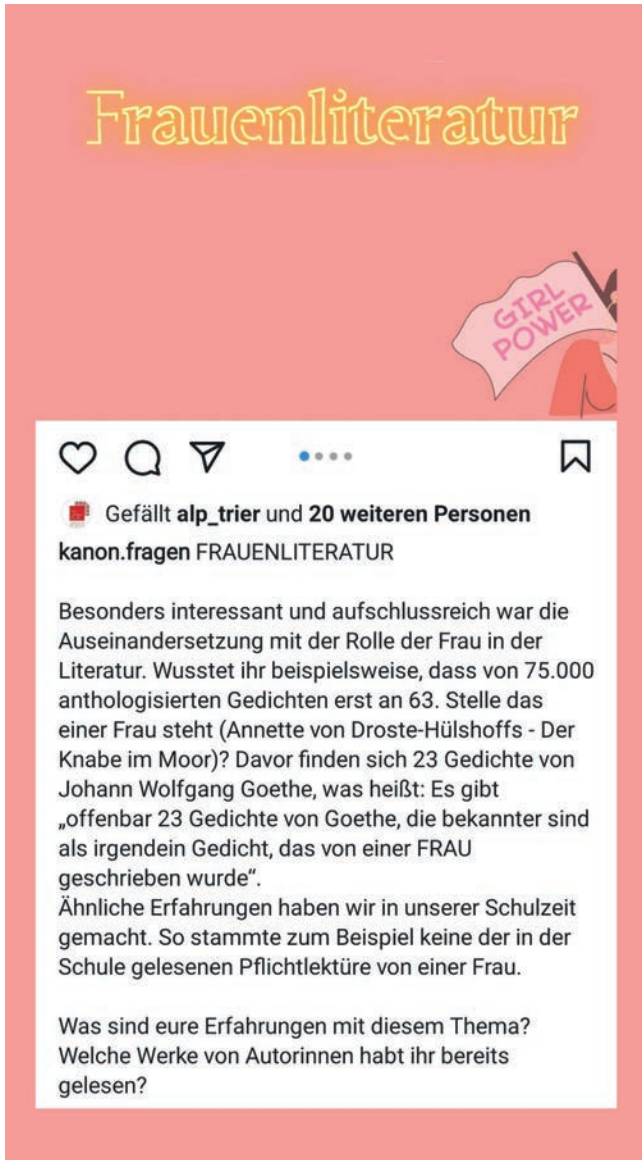 Frauenliteratur
GIRL
POWER
Gefällt alp_trier und 20 weiteren Personen
kanon.fragen FRAUENLITERATUR
Besonders interessant und aufschlussreich war die
Auseinandersetzung mit der Rolle der Frau in der
Literatur. Wusstet ihr beispielsweise, dass von 75.000
anthologisierten Gedichten erst an 63. Stelle das
einer Frau steht (Annette von Droste-Hülshoffs - Der
Knabe im Moor)? Davor finden sich 23 Gedichte von
Johann Wolfgang Goethe, was heißt: Es gibt
„offenbar 23 Gedichte von Goethe, die bekannter sind
als irgendein Gedicht, das von einer FRAU
geschrieben wurde“.
Ähnliche Erfahrungen haben wir in unserer Schulzeit
gemacht. So stammte zum Beispiel keine der in der
Schule gelesenen Pflichtlektüre von einer Frau.
Was sind eure Erfahrungen mit diesem Thema?
Welche Werke von Autorinnen habt ihr bereits
gelesen?